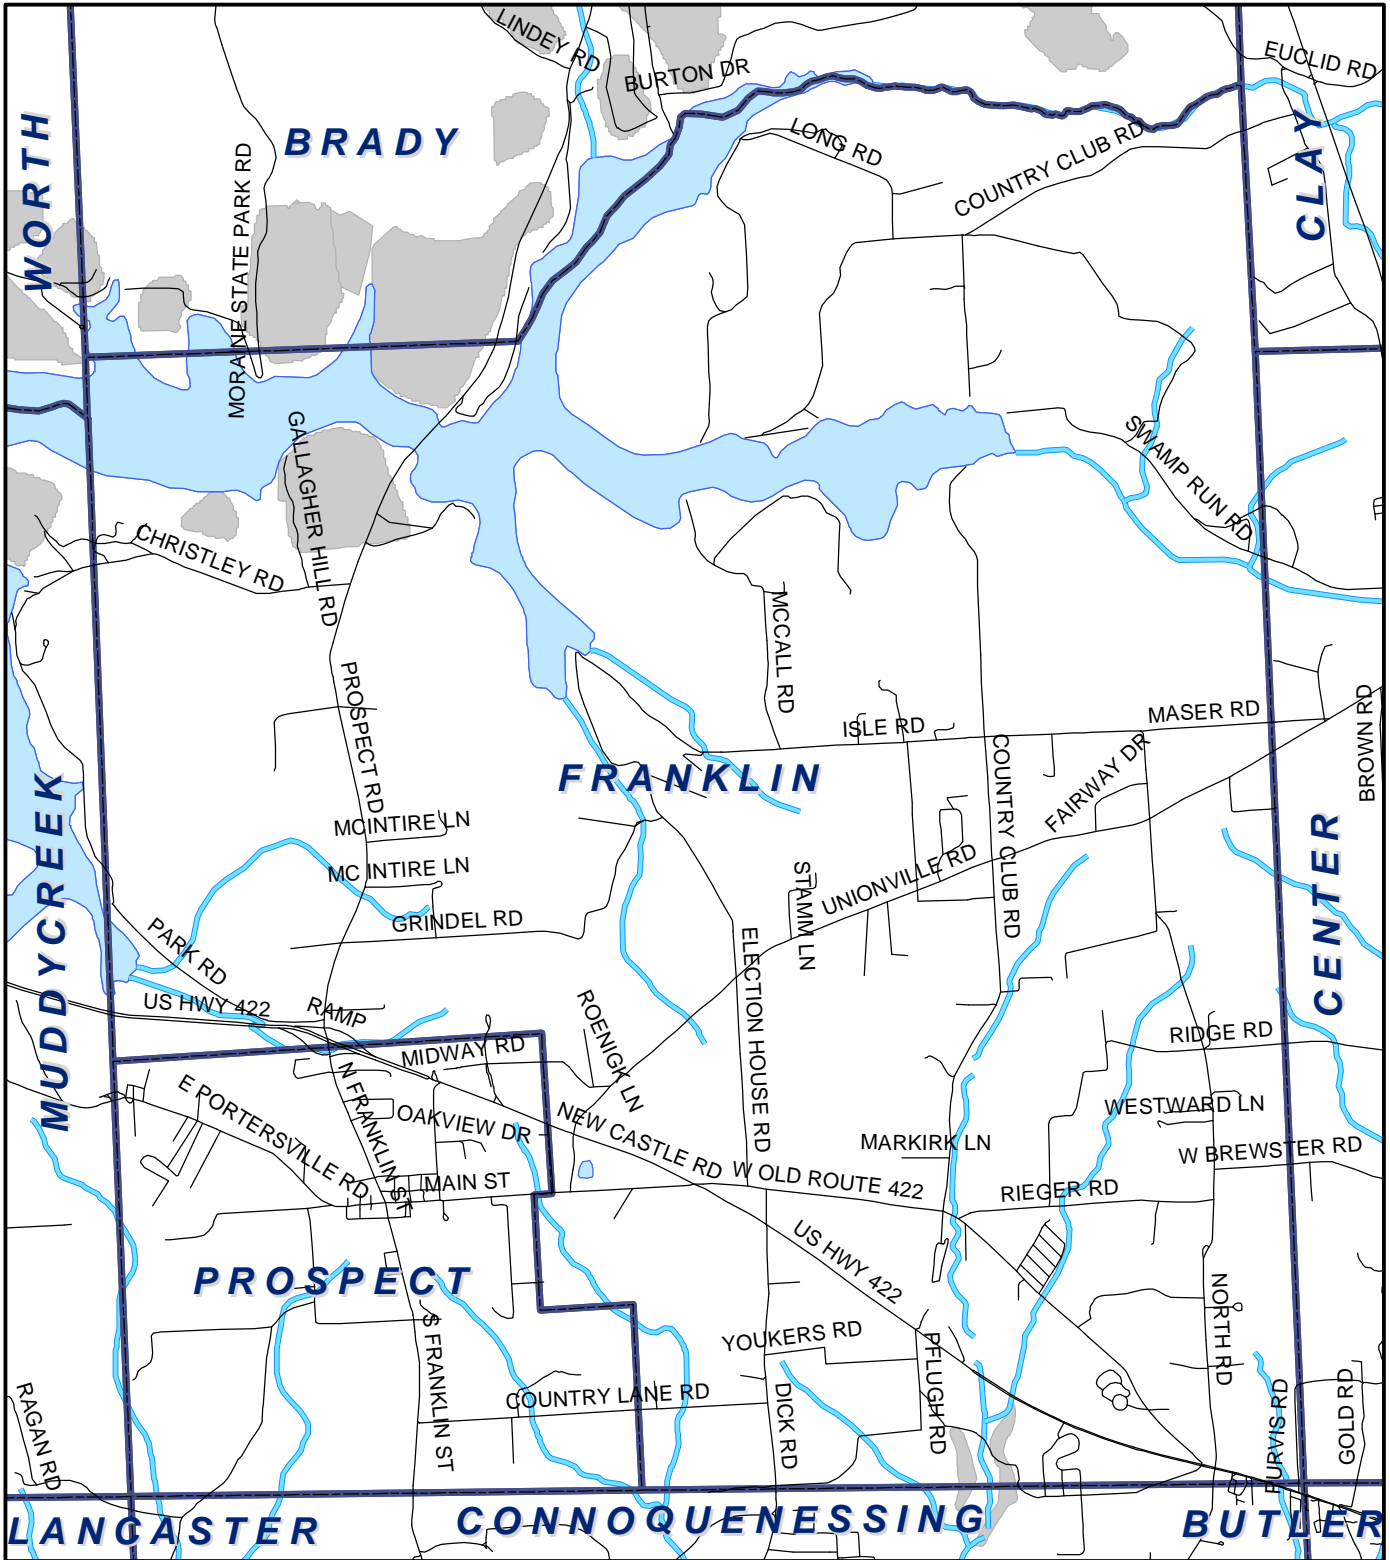 LINDEY RD
BURTON DR
EUCLID RD
WORTH
BRADY
MORAINE STATE PARK RD
LONG RD
COUNTRY CLUB RD
CLAY
GALLAGHER HILL RD
SWAMP RUN RD
CHRISTLEY RD
MCCALL RD
PROSPECT RD
ISLE RD
MASER RD
BROWN RD
FRANKLIN
COUNTRY CLUB RD
FAIRWAY DR
MUDDYCREEK
MCINTIRE LN
MC INTIRE LN
GRINDEL RD
STAMM LN
UNIONVILLE RD
CENTER
PARK RD
ELECTION HOUSE RD
US HWY 422
RAMP
ROENIGK LN
MIDWAY RD
RIDGE RD
E PORTERSVILLE RD
N FRANKLIN ST
OAKVIEW DR
NEW CASTLE RD
WESTWARD LN
MARKIRK LN
W BREWSTER RD
MAIN ST
W OLD ROUTE 422
RIEGER RD
PROSPECT
US HWY 422
S FRANKLIN ST
YOUKERS RD
PFLUGH RD
NORTH RD
COUNTRY LANE RD
DICK RD
RAGAN RD
PURVIS RD
GOLD RD
LANCASTER
CONNOQUENESSING
BUTLER